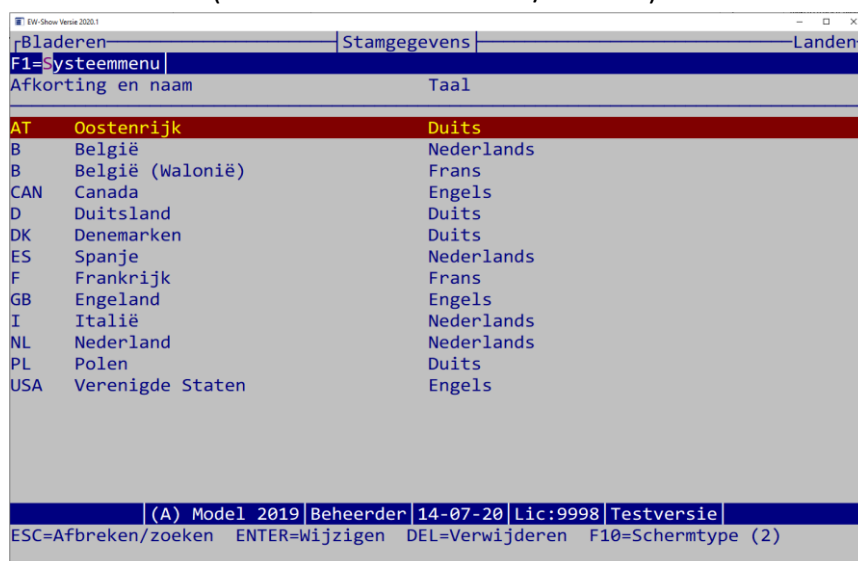 EW-Show Versie 2020.1
Bladeren Stamgegevens Landen
F1=Systeemmenu
Afkorting en naam Taal
AT Oostenrijk Duits
B België Nederlands
B België (Walonië) Frans
CAN Canada Engels
D Duitsland Duits
DK Denemarken Duits
ES Spanje Nederlands
F Frankrijk Frans
GB Engeland Engels
I Italië Nederlands
NL Nederland Nederlands
PL Polen Duits
USA Verenigde Staten Engels
(A) Model 2019|Beheerder|14-07-20|Lic:9998|Testversie|
ESC=Afbreken/zoeken ENTER=Wijzigen DEL=Verwijderen F10=Schermtype (2)